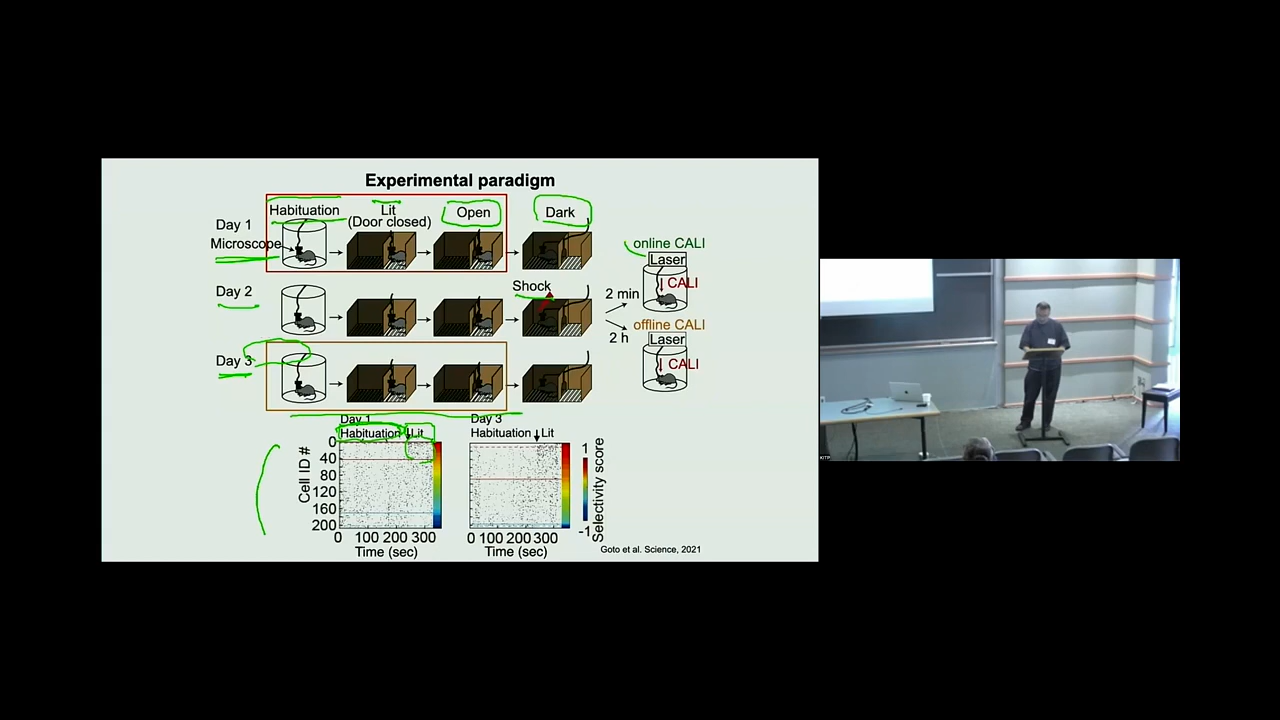 Experimental paradigm
Habituation
Lit
(Door closed)
Open
Dark
Day 1
Microscope
online CALI
Laser
CALI
Day 2
Shock
2 min
offline CALI
2 h
Laser
CALI
Day 3
Day 1
Habituation
Lit
Day 3
Habituation
Lit
Cell ID #
0
40
80
120
160
200
0 100 200 300
Time (sec)
0 100 200 300
Time (sec)
1
-1
Selectivity score
Goto et al. Science, 2021
KITP